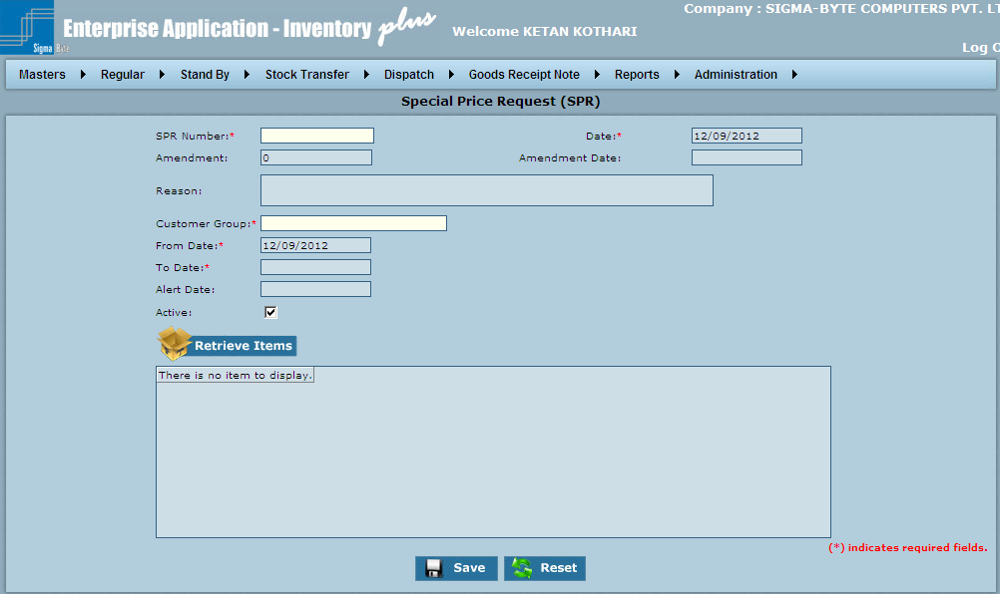 Company : SIGMA-BYTE COMPUTERS PVT. LT
Enterprise Application - Inventory plus
Welcome KETAN KOTHARI
Sigma Byte
Log O
Masters Regular Stand By Stock Transfer Dispatch Goods Receipt Note Reports Administration
Special Price Request (SPR)
SPR Number:* Date:* 12/09/2012
Amendment: 0 Amendment Date:
Reason:
Customer Group:*
From Date:* 12/09/2012
To Date:*
Alert Date:
Active:
Retrieve Items
There is no item to display.
(*) indicates required fields.
Save Reset